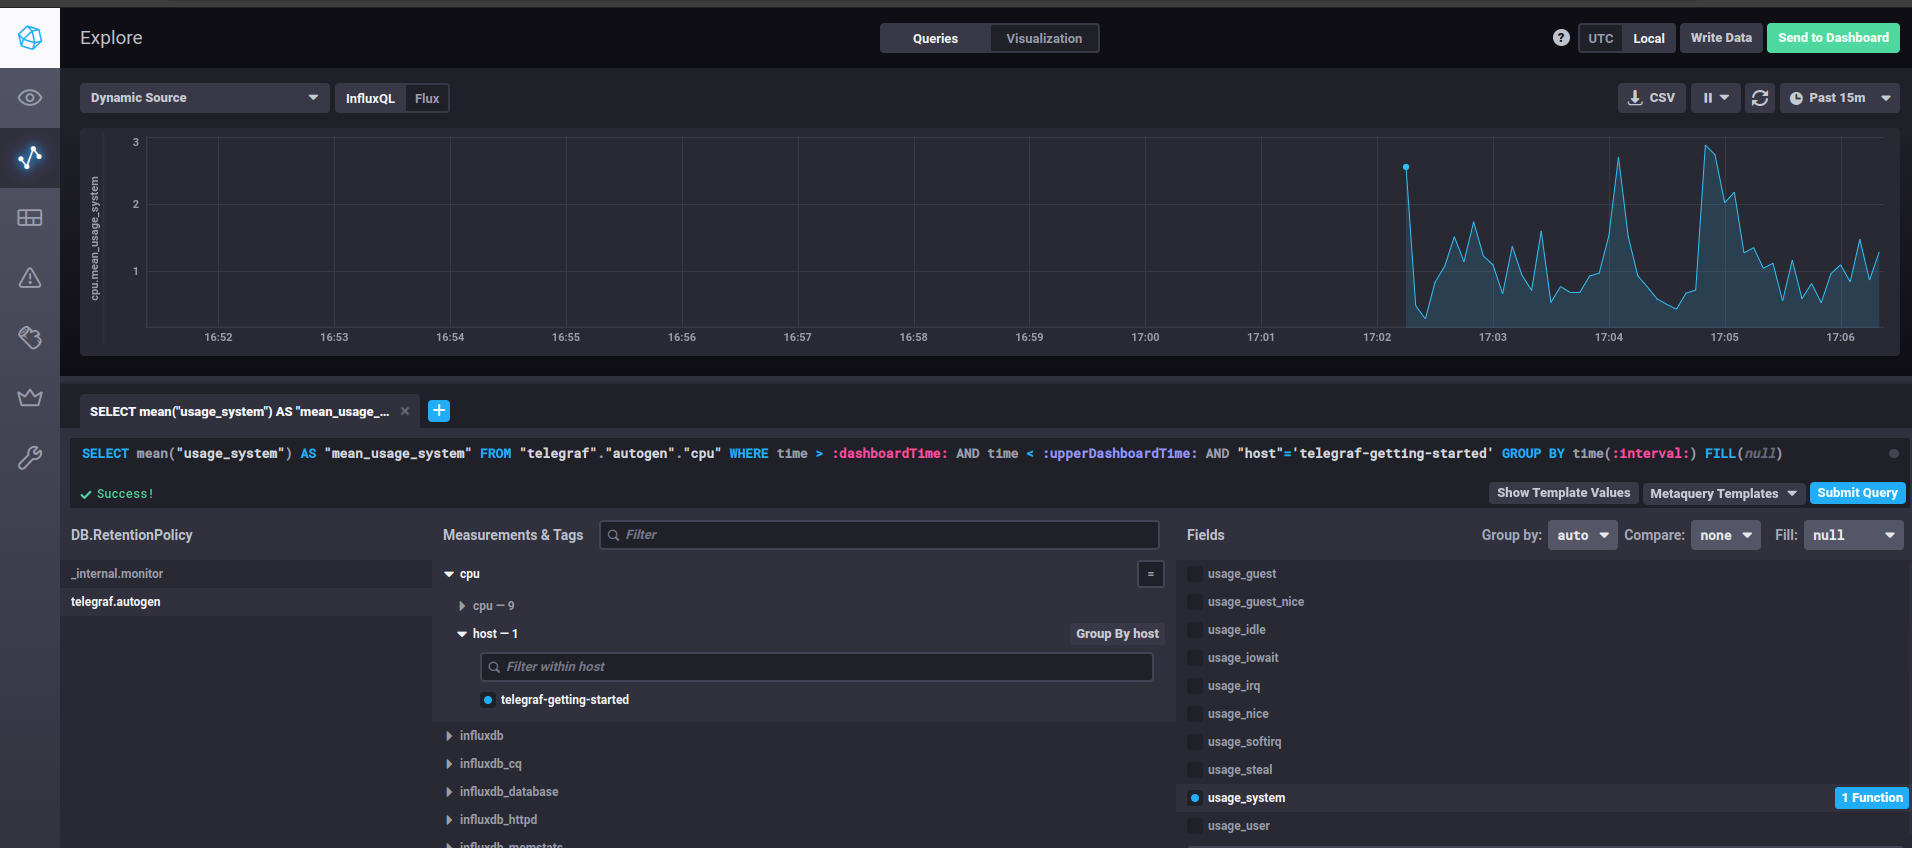 Explore
Queries
Visualization
?
UTC
Local
Write Data
Send to Dashboard
Dynamic Source
InfluxQL
Flux
CSV
Past 15m
cpu.mean_usage_system
3
2
1
16:52
16:53
16:54
16:55
16:56
16:57
16:58
16:59
17:00
17:01
17:02
17:03
17:04
17:05
17:06
SELECT mean("usage_system") AS "mean_usage_...
SELECT mean("usage_system") AS "mean_usage_system" FROM "telegraf"."autogen"."cpu" WHERE time > :dashboardTime: AND time < :upperDashboardTime: AND "host"='telegraf-getting-started' GROUP BY time(:interval:) FILL(null)
Success!
Show Template Values
Metaquery Templates
Submit Query
DB.RetentionPolicy
_internal.monitor
telegraf.autogen
Measurements & Tags
Filter
cpu
=
cpu — 9
host — 1
Group By host
Filter within host
telegraf-getting-started
influxdb
influxdb_cq
influxdb_database
influxdb_httpd
influxdb_memstats
Fields
Group by:
auto
Compare:
none
Fill:
null
usage_guest
usage_guest_nice
usage_idle
usage_iowait
usage_irq
usage_nice
usage_softirq
usage_steal
usage_system
1 Function
usage_user